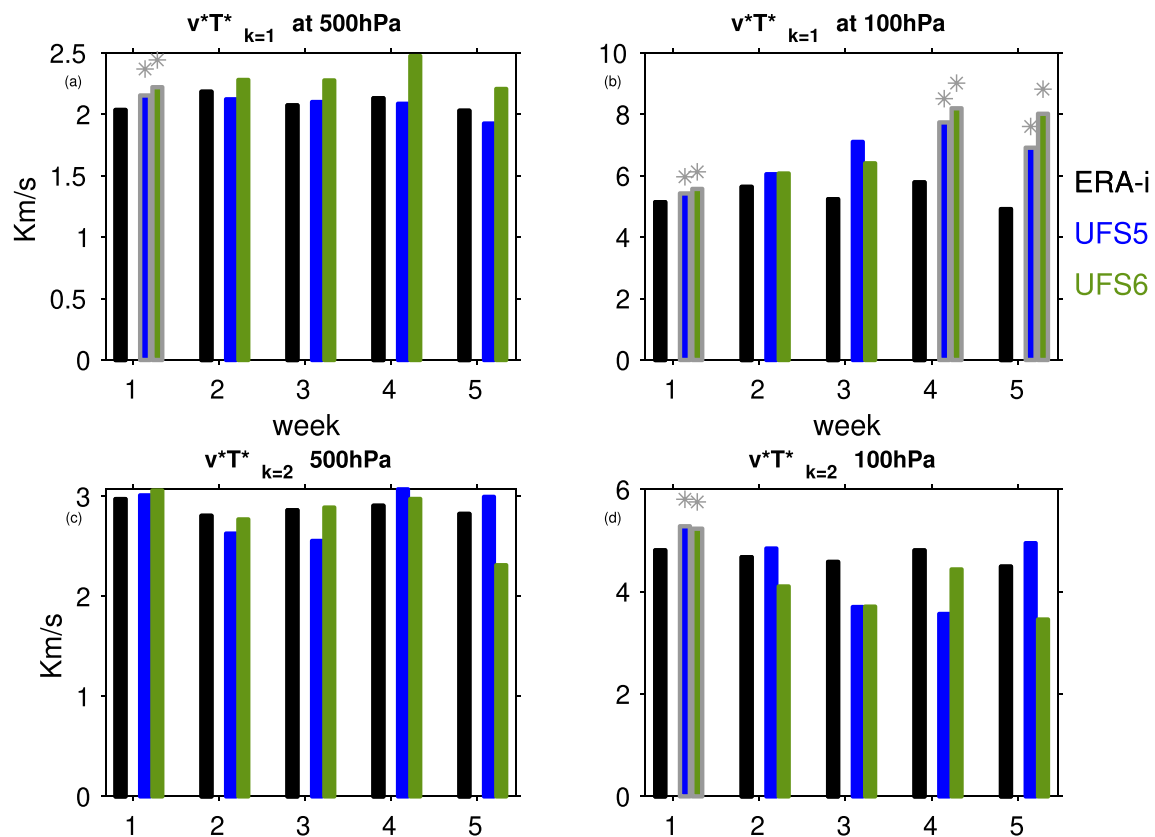 v*T* k=1 at 500hPa
(a)
2.5
2
1.5
1
0.5
0
Km/s
1 2 3 4 5
week
v*T* k=1 at 100hPa
(b)
10
8
6
4
2
0
1 2 3 4 5
week
ERA-i
UFS5
UFS6
v*T* k=2 500hPa
(c)
3
2
1
0
Km/s
1 2 3 4 5
v*T* k=2 100hPa
(d)
6
4
2
0
1 2 3 4 5